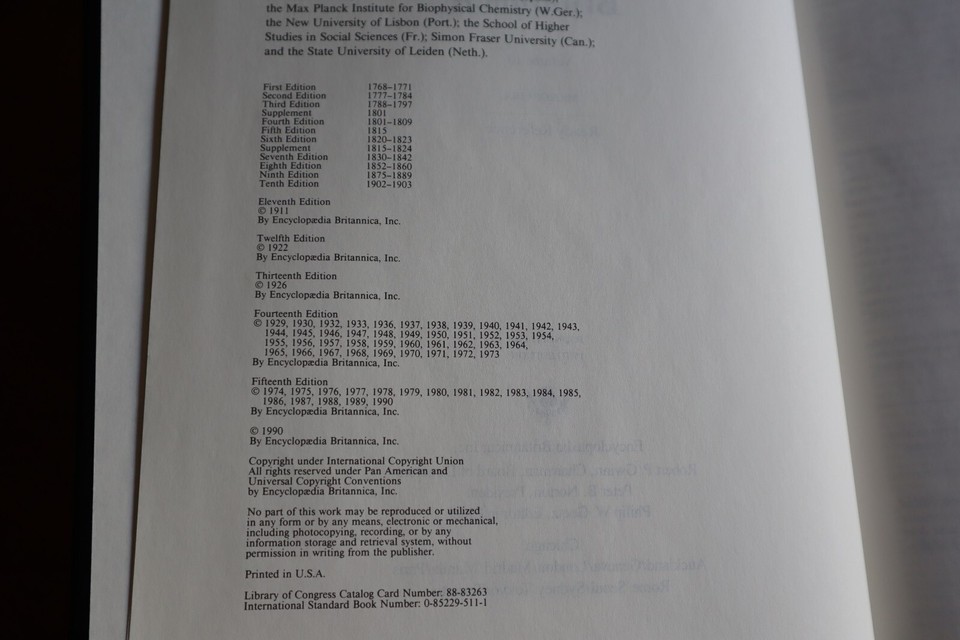 the Max Planck Institute for Biophysical Chemistry (W.Ger.);
the New University of Lisbon (Port.); the School of Higher
Studies in Social Sciences (Fr.); Simon Fraser University (Can.);
and the State University of Leiden (Neth.).
First Edition 1768–1771
Second Edition 1777–1784
Third Edition 1788–1797
Supplement 1801
Fourth Edition 1801–1809
Fifth Edition 1815
Sixth Edition 1820–1823
Supplement 1815–1824
Seventh Edition 1830–1842
Eighth Edition 1852–1860
Ninth Edition 1875–1889
Tenth Edition 1902–1903
Eleventh Edition
© 1911
By Encyclopædia Britannica, Inc.
Twelfth Edition
© 1922
By Encyclopædia Britannica, Inc.
Thirteenth Edition
© 1926
By Encyclopædia Britannica, Inc.
Fourteenth Edition
© 1929, 1930, 1932, 1933, 1936, 1937, 1938, 1939, 1940, 1941, 1942, 1943,
1944, 1945, 1946, 1947, 1948, 1949, 1950, 1951, 1952, 1953, 1954,
1955, 1956, 1957, 1958, 1959, 1960, 1961, 1962, 1963, 1964,
1965, 1966, 1967, 1968, 1969, 1970, 1971, 1972, 1973
By Encyclopædia Britannica, Inc.
Fifteenth Edition
© 1974, 1975, 1976, 1977, 1978, 1979, 1980, 1981, 1982, 1983, 1984, 1985,
1986, 1987, 1988, 1989, 1990
By Encyclopædia Britannica, Inc.
© 1990
By Encyclopædia Britannica, Inc.
Copyright under International Copyright Union
All rights reserved under Pan American and
Universal Copyright Conventions
by Encyclopædia Britannica, Inc.
No part of this work may be reproduced or utilized
in any form or by any means, electronic or mechanical,
including photocopying, recording, or by any
information storage and retrieval system, without
permission in writing from the publisher.
Printed in U.S.A.
Library of Congress Catalog Card Number: 88-83263
International Standard Book Number: 0-85229-511-1